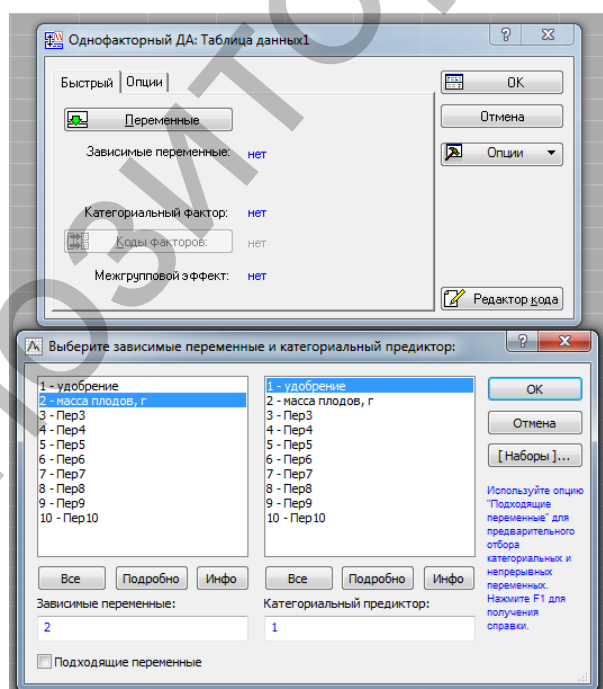 Однофакторный ДА: Таблица данных1
Быстрый Опции
Переменные
Зависимые переменные: нет
Категориальный фактор: нет
Коды факторов: нет
Межгрупповой эффект: нет
ОК
Отмена
Опции
Редактор кода
Выберите зависимые переменные и категориальный предиктор:
1 - удобрение
2 - масса плодов, г
3 - Пер3
4 - Пер4
5 - Пер5
6 - Пер6
7 - Пер7
8 - Пер8
9 - Пер9
10 - Пер10
1 - удобрение
2 - масса плодов, г
3 - Пер3
4 - Пер4
5 - Пер5
6 - Пер6
7 - Пер7
8 - Пер8
9 - Пер9
10 - Пер10
ОК
Отмена
[ Наборы ]...
Используйте опцию
"Подходящие
переменные" для
предварительного
отбора
категориальных и
непрерывных
переменных.
Нажмите F1 для
получения
справки.
Все Подробно Инфо
Все Подробно Инфо
Зависимые переменные:
2
Категориальный предиктор:
1
Подходящие переменные